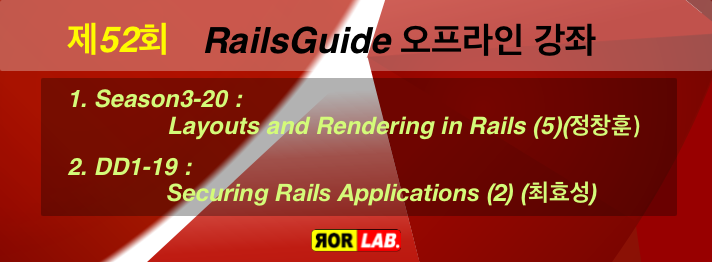 제52회 RailsGuide 오프라인 강좌
1. Season3-20 :
Layouts and Rendering in Rails (5)(정창훈)
2. DD1-19 :
Securing Rails Applications (2) (최효성)
ROR LAB.